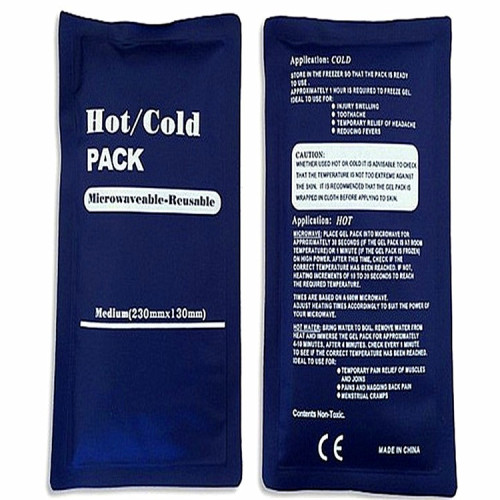 Hot/Cold
PACK
Microwaveable-Reusable
Medium(230mmx130mm)
Application: COLD
STORE IN THE FREEZER SO THAT THE PACK IS READY
TO USE .
APPROXIMATELY 1 HOUR IS REQUIRED TO FREEZE GEL.
IDEAL TO USE FOR:
● INJURY SWELLING
● TOOTHACHE
● TEMPORARY RELIEF OF HEADACHE
● REDUCING FEVERS
CAUTION:
WHETHER USED HOT OR COLD IT IS ADVISABLE TO CHECK
THAT THE TEMPERATURE IS NOT TOO EXTREME AGAINST
THE SKIN. IT IS RECOMMENDED THAT THE GEL PACK IS
WRAPPED IN CLOTH BEFORE APPLYING TO SKIN.
Application: HOT
MICROWAVE: PLACE GEL PACK INTO MICROWAVE FOR
APPROXIMATELY 30 SECONDS (IF THE GEL PACK IS AT ROOM
TEMPERATURE) OR 1 MINUTE (IF THE PACK IS FROZEN)
ON HIGH POWER. AFTER THIS TIME, CHECK IF THE
CORRECT TEMPERATURE HAS BEEN REACHED. IF NOT,
HEATING INCREMENTS OF 10 TO 20 SECONDS TO REACH
THE REQUIRED TEMPERATURE.
TIMES ARE BASED ON A 600W MICROWAVE.
ADJUST HEATING TIMES ACCORDINGLY TO SUIT THE POWER OF
YOUR MICROWAVE.
HOT WATER: BRING WATER TO BOIL. REMOVE WATER FROM
HEAT AND IMMERSE THE GEL PACK FOR APPROXIMATELY
4-10 MINUTES, AFTER 4 MINUTES. CHECK EVERY 1 MINUTE
TO SEE IF THE CORRECT TEMPERATURE HAS BEEN REACHED.
IDEAL TO USE FOR:
● TEMPORARY PAIN RELIEF OF MUSCLES
AND JOINS
● PAINS AND NAGGING BACK PAIN
● MENSTRUAL CRAMPS
Contents Non-Toxic.
CE
MADE IN CHINA